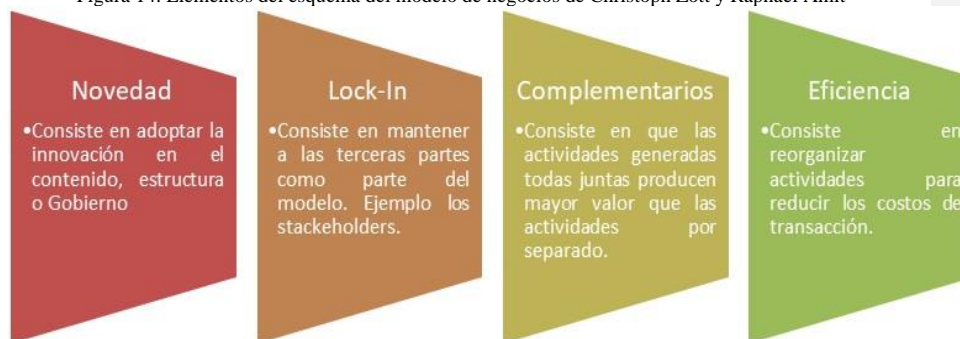 Figura 14. Elementos del esquema del modelo de negocios de Christoph Zott y Raphael Amit
Novedad
•Consiste en adoptar la
innovación en el
contenido, estructura
o Gobierno
Lock-In
•Consiste en mantener
a las terceras partes
como parte del
modelo. Ejemplo los
stackeholders.
Complementarios
•Consiste en que las
actividades generadas
todas juntas producen
mayor valor que las
actividades por
separado.
Eficiencia
•Consiste en
reorganizar
actividades para
reducir los costos de
transacción.